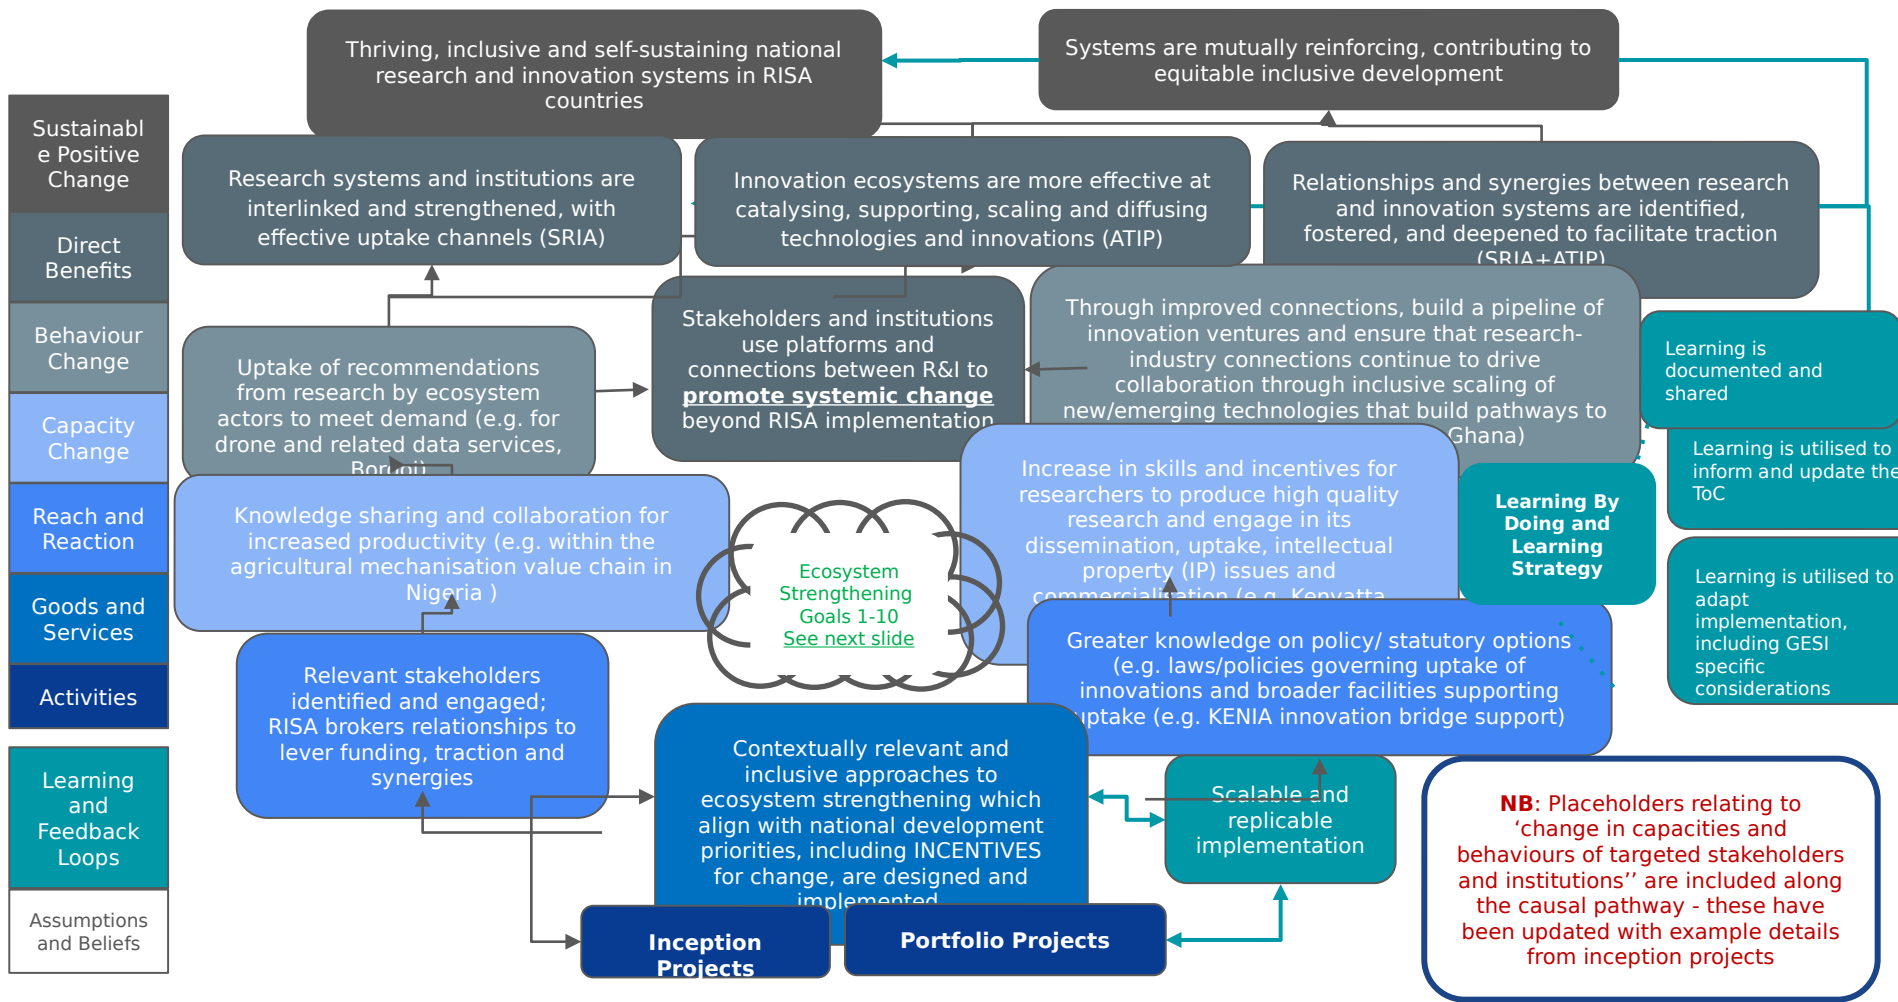 Thriving, inclusive and self-sustaining national
research and innovation systems in RISA
countries
Systems are mutually reinforcing, contributing to
equitable inclusive development
Sustainabl
e Positive
Change
Direct
Benefits
Behaviour
Change
Capacity
Change
Reach and
Reaction
Goods and
Services
Activities
Learning
and
Feedback
Loops
Assumptions
and Beliefs
Research systems and institutions are
interlinked and strengthened, with
effective uptake channels (SRIA)
Innovation ecosystems are more effective at
catalysing, supporting, scaling and diffusing
technologies and innovations (ATIP)
Relationships and synergies between research
and innovation systems are identified,
fostered, and deepened to facilitate traction
(SRIA+ATIP)
Uptake of recommendations
from research by ecosystem
actors to meet demand (e.g. for
drone and related data services,
Stakeholders and institutions
use platforms and
connections between R&I to
promote systemic change
beyond RISA implementation
Through improved connections, build a pipeline of
innovation ventures and ensure that research-
industry connections continue to drive
collaboration through inclusive scaling of
new/emerging technologies that build pathways to
Ghana)
Learning is
documented and
shared
Learning is utilised to
inform and update the
ToC
Learning is utilised to
adapt
implementation,
including GESI
specific
considerations
Learning By
Doing and
Learning
Strategy
Knowledge sharing and collaboration for
increased productivity (e.g. within the
agricultural mechanisation value chain in
Nigeria )
Ecosystem
Strengthening
Goals 1-10
See next slide
Increase in skills and incentives for
researchers to produce high quality
research and engage in its
dissemination, uptake, intellectual
property (IP) issues and
commercialisation (e.g. Kenyatta
Greater knowledge on policy/ statutory options
(e.g. laws/policies governing uptake of
innovations and broader facilities supporting
uptake (e.g. KENIA innovation bridge support)
Relevant stakeholders
identified and engaged;
RISA brokers relationships to
lever funding, traction and
synergies
Contextually relevant and
inclusive approaches to
ecosystem strengthening which
align with national development
priorities, including INCENTIVES
for change, are designed and
implemented
Scalable and
replicable
implementation
Inception
Projects
Portfolio Projects
NB: Placeholders relating to
‘change in capacities and
behaviours of targeted stakeholders
and institutions’’ are included along
the causal pathway - these have
been updated with example details
from inception projects